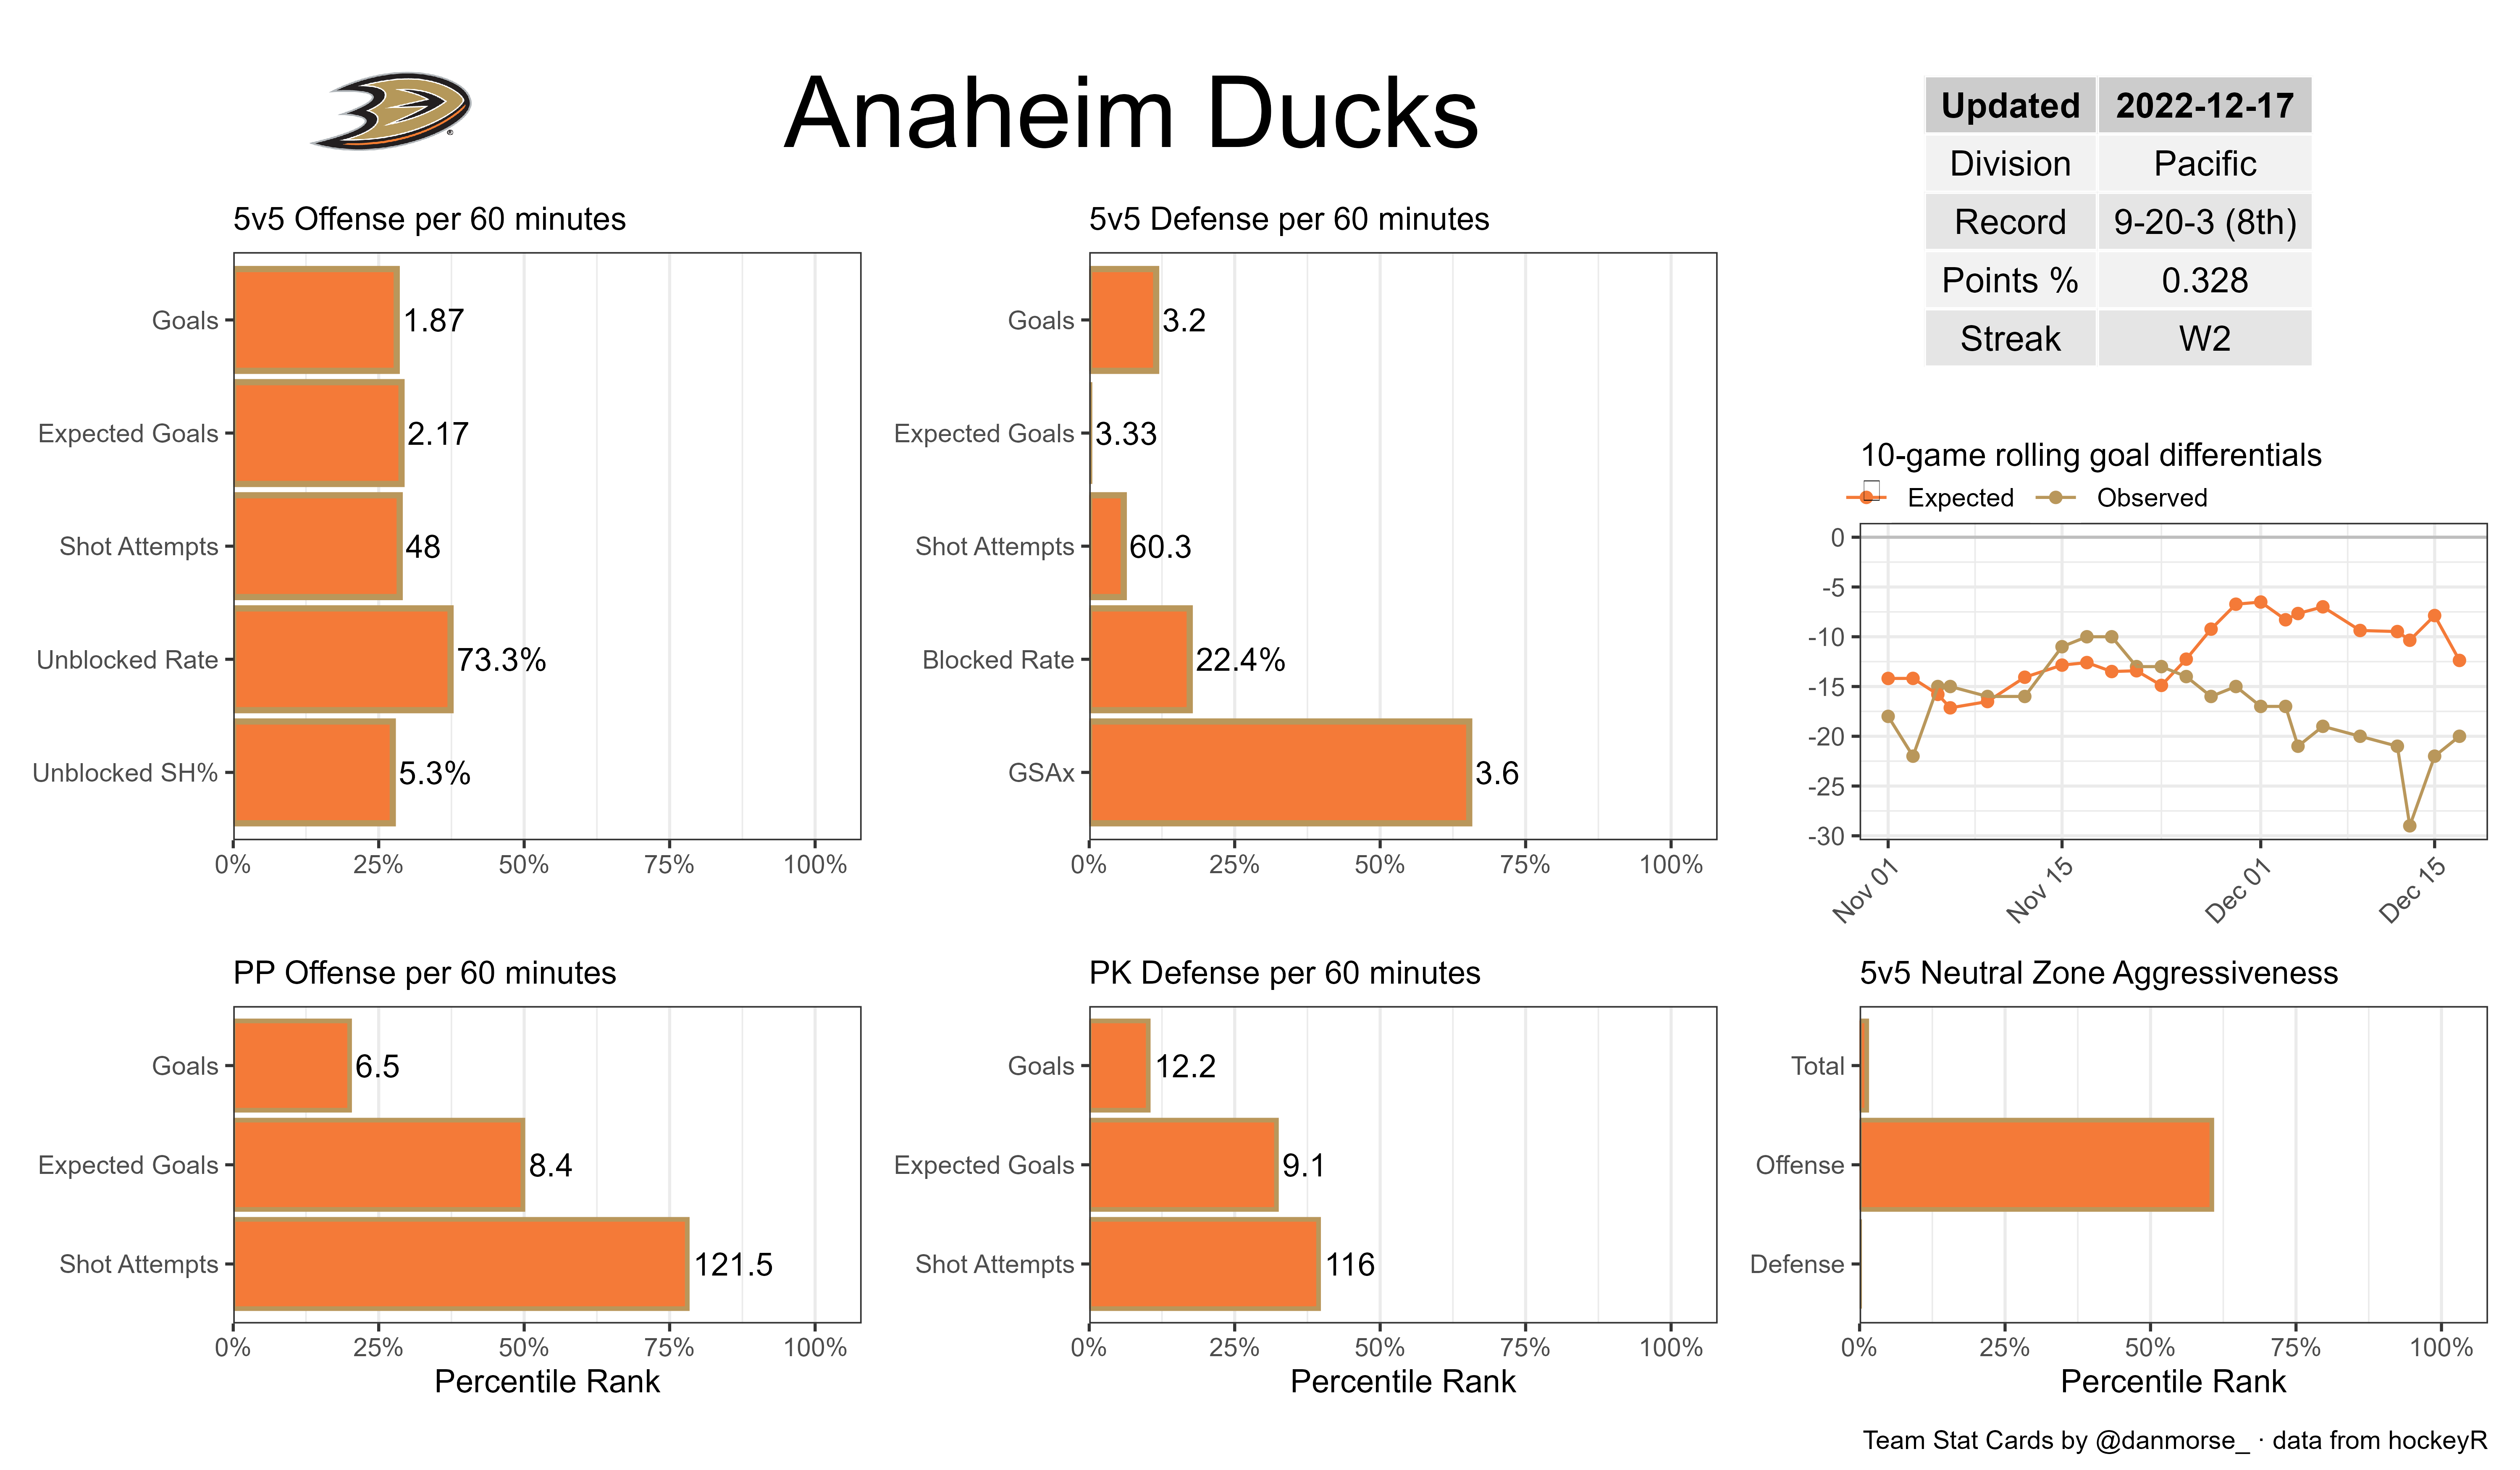 Anaheim Ducks
®
Updated 2022-12-17
Division Pacific
Record 9-20-3 (8th)
Points % 0.328
Streak W2
5v5 Offense per 60 minutes
Goals 1.87
Expected Goals 2.17
Shot Attempts 48
Unblocked Rate 73.3%
Unblocked SH% 5.3%
0% 25% 50% 75% 100%
5v5 Defense per 60 minutes
Goals 3.2
Expected Goals 3.33
Shot Attempts 60.3
Blocked Rate 22.4%
GSAx 3.6
0% 25% 50% 75% 100%
10-game rolling goal differentials
Expected Observed
0
-5
-10
-15
-20
-25
-30
Nov 01 Nov 15 Dec 01 Dec 15
PP Offense per 60 minutes
Goals 6.5
Expected Goals 8.4
Shot Attempts 121.5
0% 25% 50% 75% 100%
Percentile Rank
PK Defense per 60 minutes
Goals 12.2
Expected Goals 9.1
Shot Attempts 116
0% 25% 50% 75% 100%
Percentile Rank
5v5 Neutral Zone Aggressiveness
Total
Offense
Defense
0% 25% 50% 75% 100%
Percentile Rank
Team Stat Cards by @danmorse_ · data from hockeyR